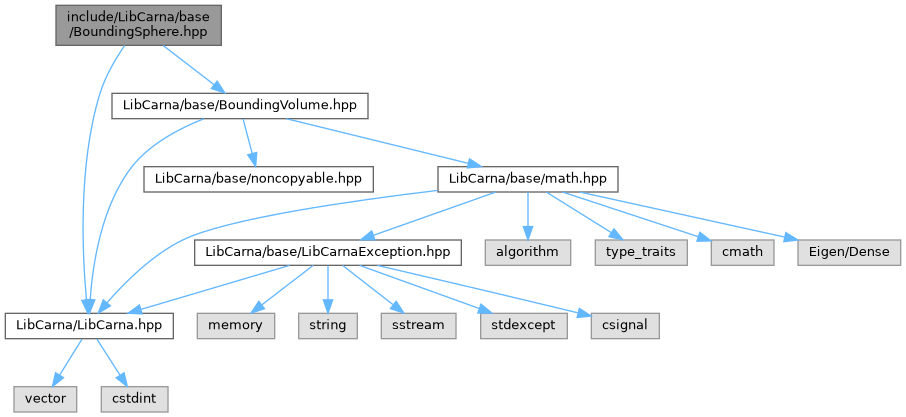 include/LibCarna/base
/BoundingSphere.hpp
LibCarna/base/BoundingVolume.hpp
LibCarna/base/noncopyable.hpp
LibCarna/base/math.hpp
LibCarna/base/LibCarnaException.hpp
algorithm
type_traits
cmath
Eigen/Dense
LibCarna/LibCarna.hpp
memory
string
sstream
stdexcept
csignal
vector
cstdint